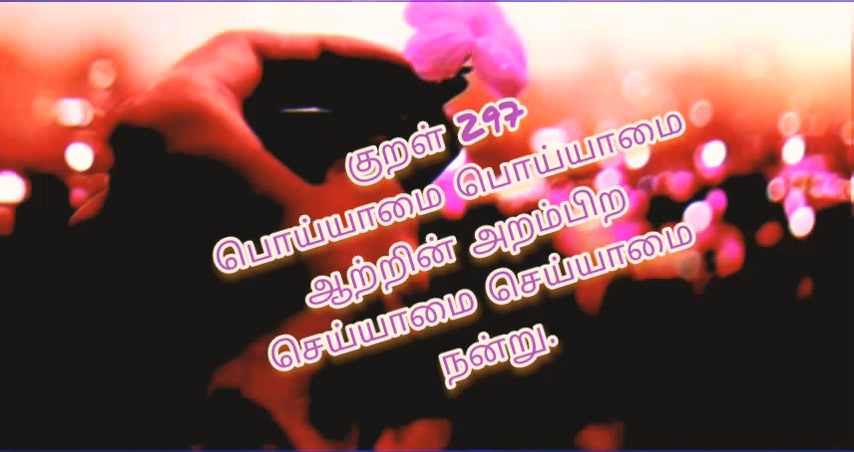 குறள் 297
பொய்யாமை பொய்யாமை
ஆற்றின் அறம்பிற
செய்யாமை செய்யாமை
நன்று.